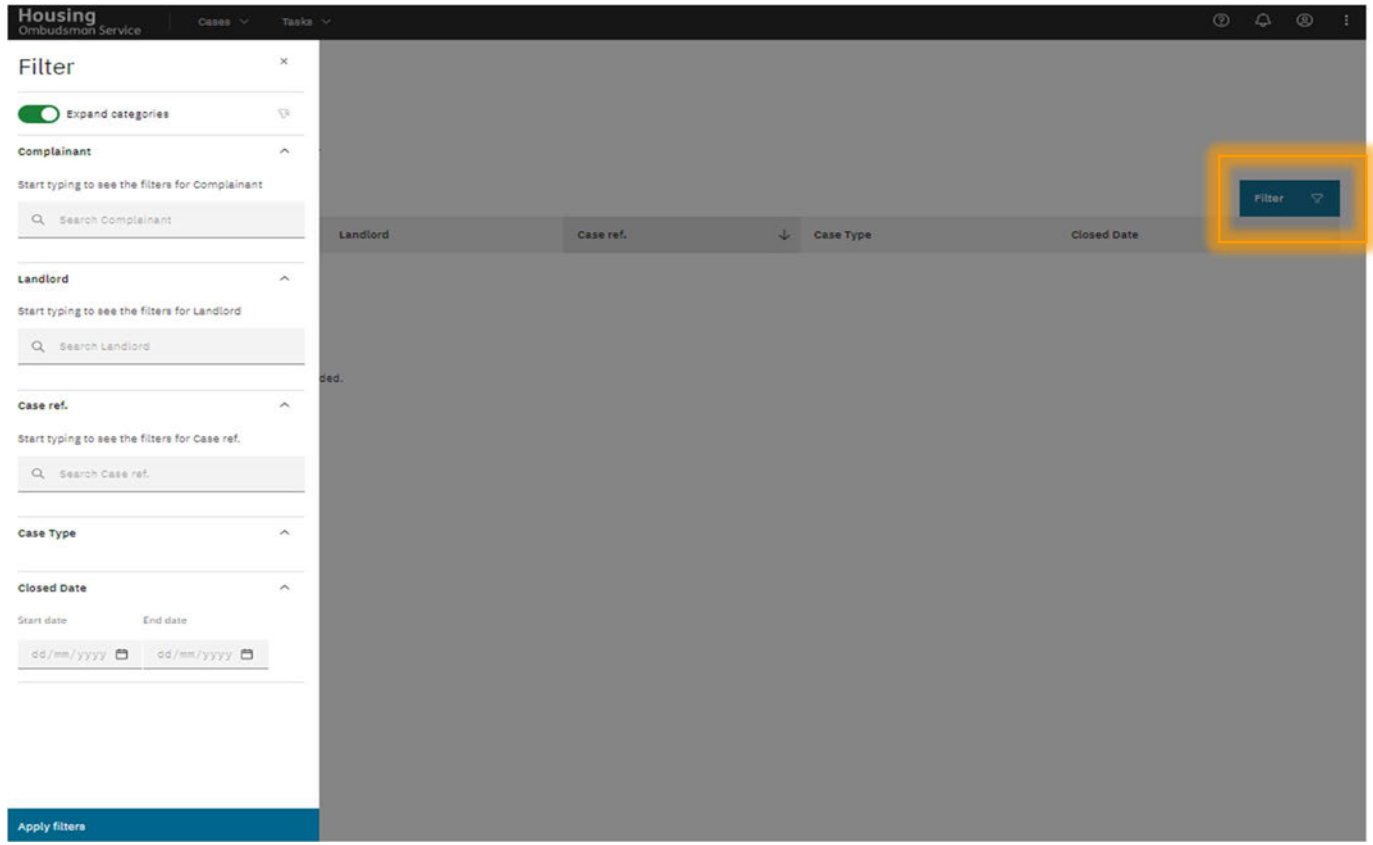 Housing
Ombudsman Service
Cases
Tasks
Filter
Expand categories
Complainant
Start typing to see the filters for Complainant
Search Complainant
Landlord
Start typing to see the filters for Landlord
Search Landlord
Case ref.
Start typing to see the filters for Case ref.
Search Case ref.
Case Type
Closed Date
Start date End date
dd/mm/yyyy dd/mm/yyyy
Apply filters
Filter
Landlord Case ref. Case Type Closed Date
ded.